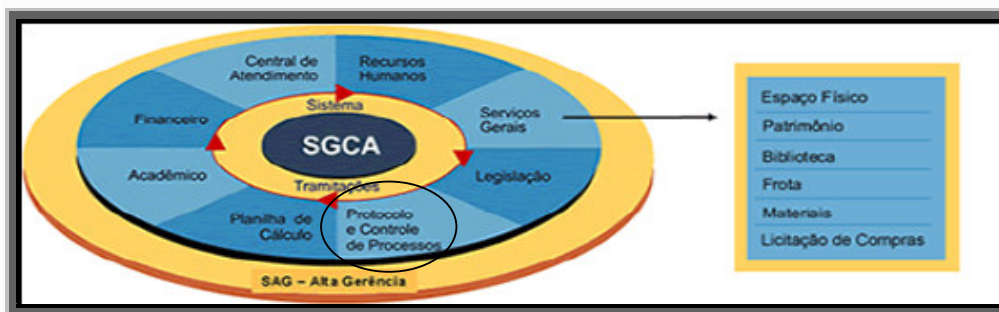 Central de
Atendimento
Recursos
Humanos
Financeiro
Sistema
Serviços
Gerais
SGCA
Acadêmico
Tramitações
Legislação
Planilha de
Cálculo
Protocolo
e Controle
de Processos
SAG – Alta Gerência
Espaço Físico
Patrimônio
Biblioteca
Frota
Materiais
Licitação de Compras